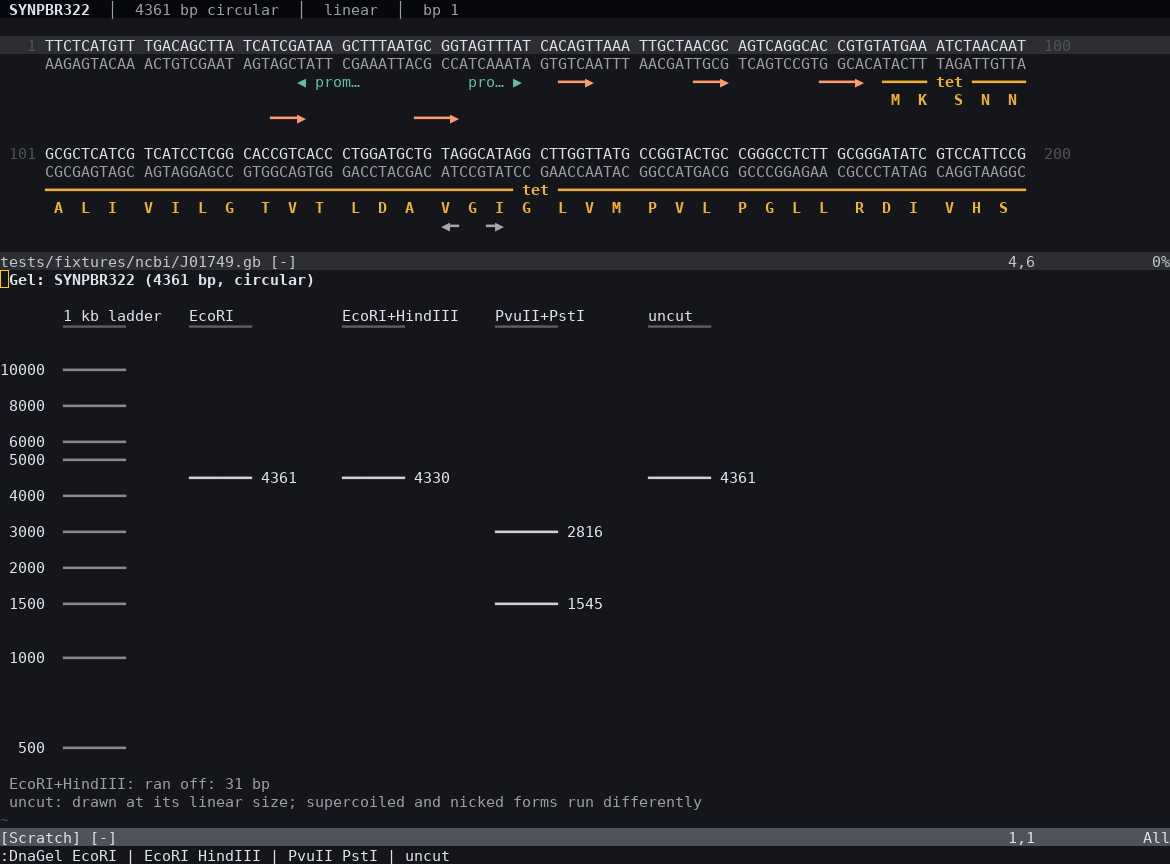 SYNPBR322 │ 4361 bp circular │ linear │ bp 1
1 TTCTCATGTT TGACAGCTTA TCATCGATAA GCTTTAATGC GGTAGTTTAT CACAGTTAAA TTGCTAACGC AGTCAGGCAC CGTGTATGAA ATCTAACAAT 100
AAGAGTACAA ACTGTCGAAT AGTAGCTATT CGAAATTACG CCATCAAATA GTGTCAATTT AACGATTGCG TCAGTCCGTG GCACATACTT TAGATTGTTA
◀ prom… pro… ▶ tet
M K S N N
101 GCGCTCATCG TCATCCTCGG CACCGTCACC CTGGATGCTG TAGGCATAGG CTTGGTTATG CCGGTACTGC CGGGCCTCTT GCGGGATATC GTCCATTCCG 200
CGCGAGTAGC AGTAGGAGCC GTGGCAGTGG GACCTACGAC ATCCGTATCC GAACCAATAC GGCCATGACG GCCCGGAGAA CGCCCTATAG CAGGTAAGGC
tet
A L I V I L G T V T L D A V G I G L V M P V L P G L L R D I V H S
tests/fixtures/ncbi/J01749.gb [-] 4,6 0%
Gel: SYNPBR322 (4361 bp, circular)
1 kb ladder EcoRI EcoRI+HindIII PvuII+PstI uncut
10000
8000
6000
5000
4361 4330 4361
4000
3000 2816
2000
1500 1545
1000
500
EcoRI+HindIII: ran off: 31 bp
uncut: drawn at its linear size; supercoiled and nicked forms run differently
~
[Scratch] [-] 1,1 All
:DnaGel EcoRI | EcoRI HindIII | PvuII PstI | uncut